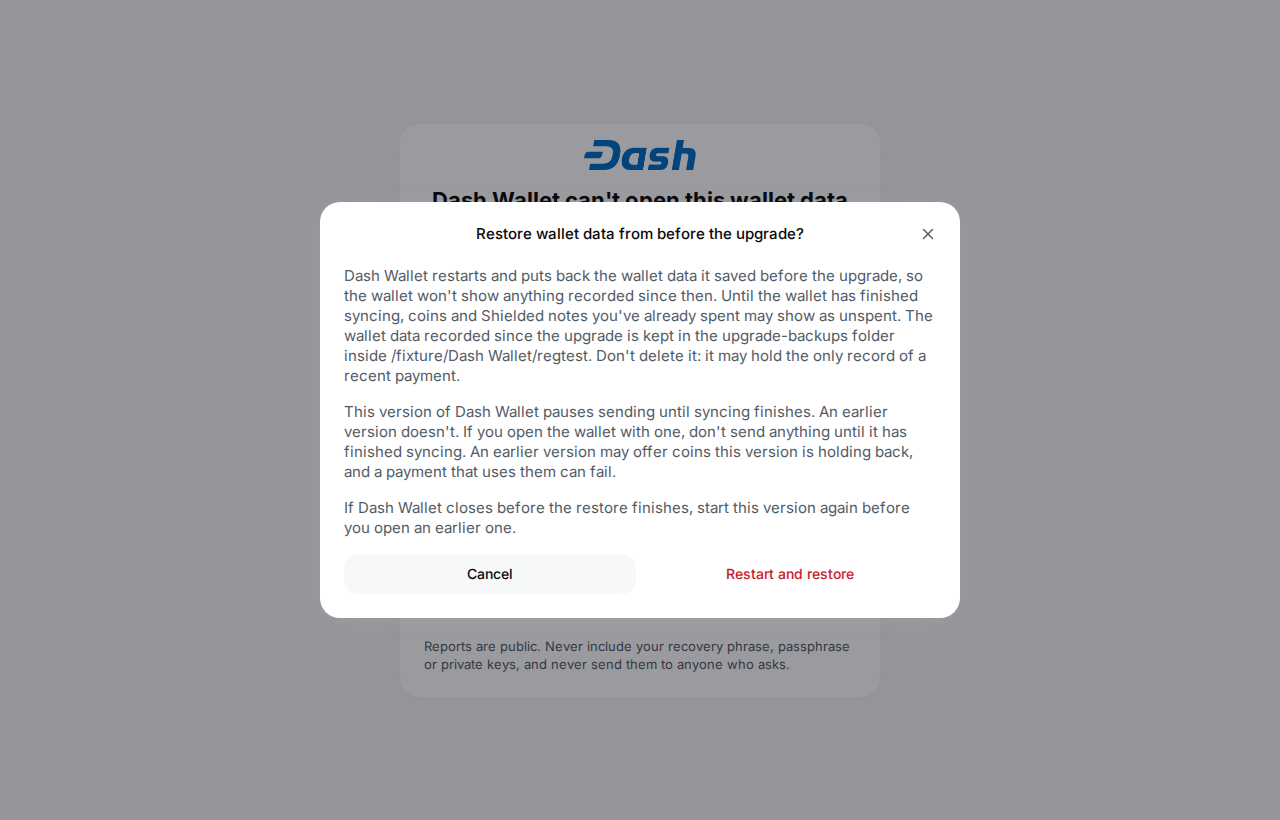 Dash
Dash Wallet can't open this wallet data
Restore wallet data from before the upgrade?
Dash Wallet restarts and puts back the wallet data it saved before the upgrade, so
the wallet won't show anything recorded since then. Until the wallet has finished
syncing, coins and Shielded notes you've already spent may show as unspent. The
wallet data recorded since the upgrade is kept in the upgrade-backups folder
inside /fixture/Dash Wallet/regtest. Don't delete it: it may hold the only record of a
recent payment.
This version of Dash Wallet pauses sending until syncing finishes. An earlier
version doesn't. If you open the wallet with one, don't send anything until it has
finished syncing. An earlier version may offer coins this version is holding back,
and a payment that uses them can fail.
If Dash Wallet closes before the restore finishes, start this version again before
you open an earlier one.
Cancel
Restart and restore
Reports are public. Never include your recovery phrase, passphrase
or private keys, and never send them to anyone who asks.